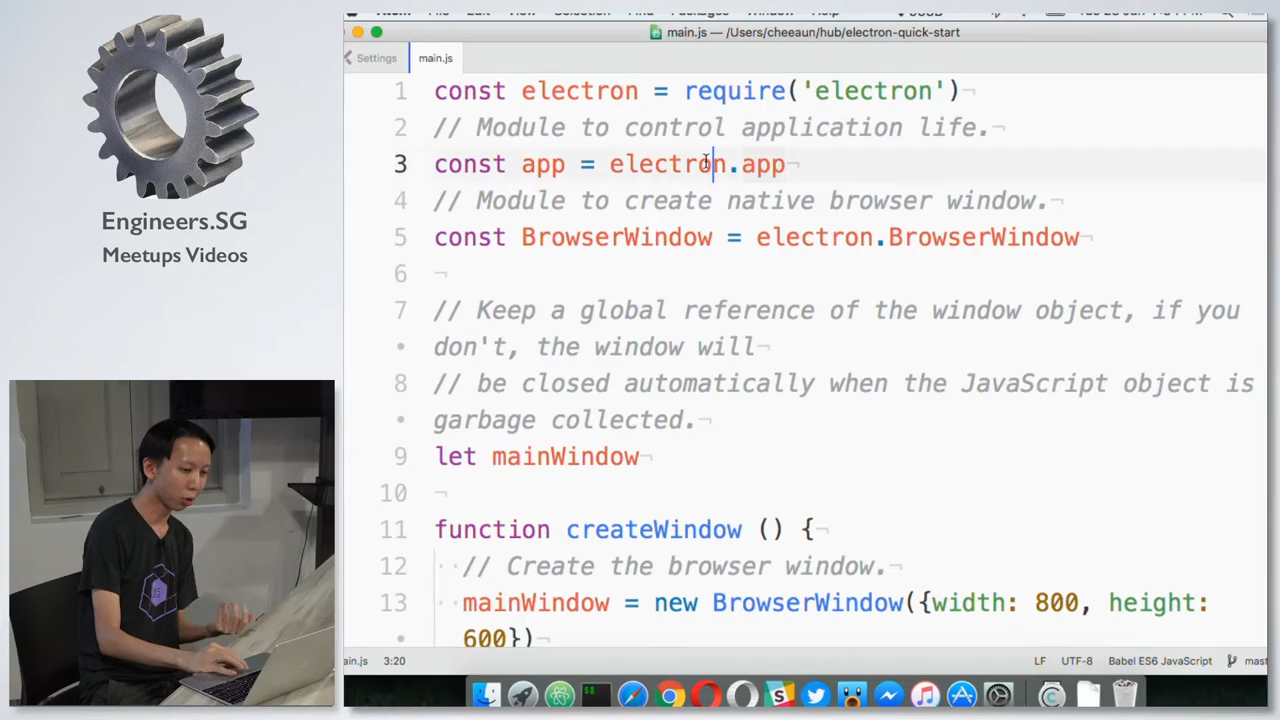 Engineers.SG
Meetups Videos
main.js — /Users/cheeaun/hub/electron-quick-start
Settings
main.js
1 const electron = require('electron')¬
2 // Module to control application life.¬
3 const app = electron.app¬
4 // Module to create native browser window.¬
5 const BrowserWindow = electron.BrowserWindow¬
6 ¬
7 // Keep a global reference of the window object, if you
• don't, the window will¬
8 // be closed automatically when the JavaScript object is
• garbage collected.¬
9 let mainWindow¬
10 ¬
11 function createWindow () {¬
12 ··// Create the browser window.¬
13 ··mainWindow = new BrowserWindow({width: 800, height:
• 600})¬
ain.js 3:20 LF UTF-8 Babel ES6 JavaScript mast